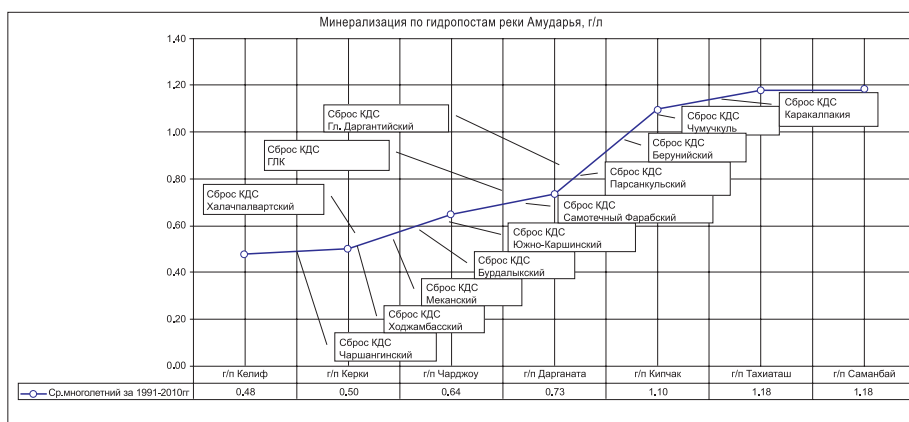 Минерализация по гидропостам реки Амударья, г/л
1.40
1.20
1.00
0.80
0.60
0.40
0.20
0.00
Сброс КДС
Гл. Даргантийский
Сброс КДС
ГЛК
Сброс КДС
Халачпалвартский
Сброс КДС
Каракалпакия
Сброс КДС
Чумучкуль
Сброс КДС
Берунийский
Сброс КДС
Парсанкульский
Сброс КДС
Самотечный Фарабский
Сброс КДС
Южно-Каршинский
Сброс КДС
Бурдалыкский
Сброс КДС
Меканский
Сброс КДС
Ходжамбасский
Сброс КДС
Чаршангинский
г/п Келиф г/п Керки г/п Чарджоу г/п Дарганата г/п Кипчак г/п Тахиаташ г/п Саманбай
Ср.многолетний за 1991-2010гг 0.48 0.50 0.64 0.73 1.10 1.18 1.18